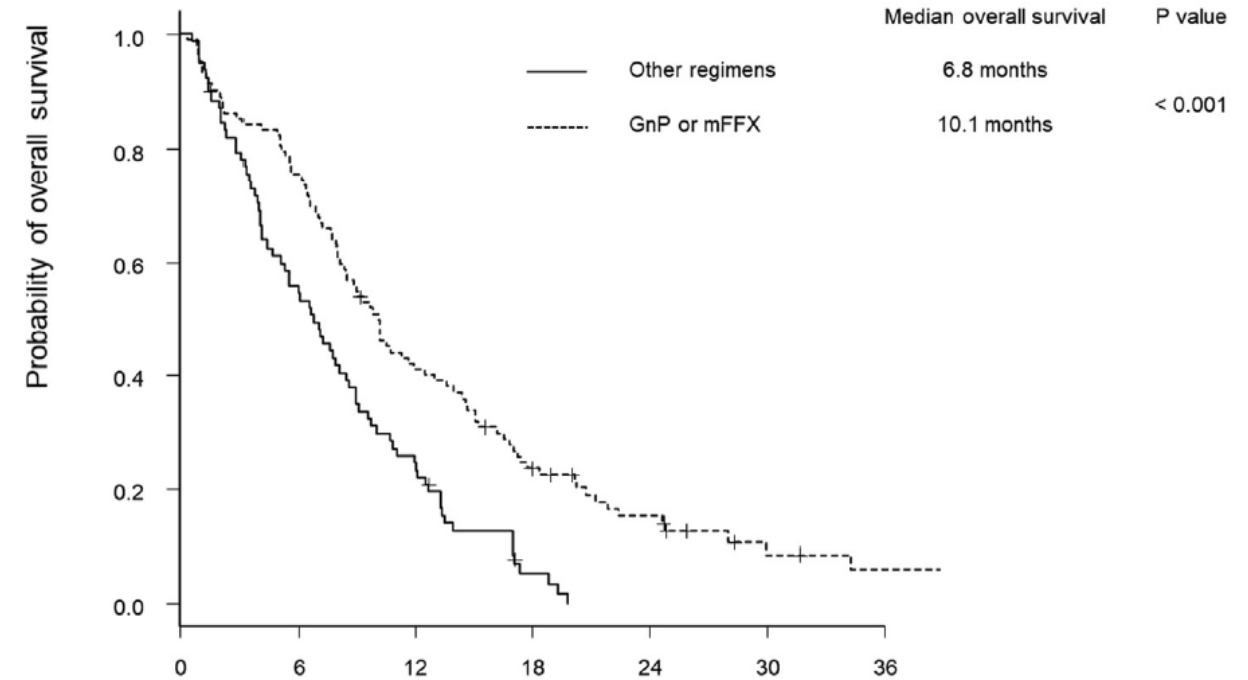 Median overall survival P value
Other regimens 6.8 months
< 0.001
GnP or mFFX 10.1 months
Probability of overall survival
1.0
0.8
0.6
0.4
0.2
0.0
0 6 12 18 24 30 36